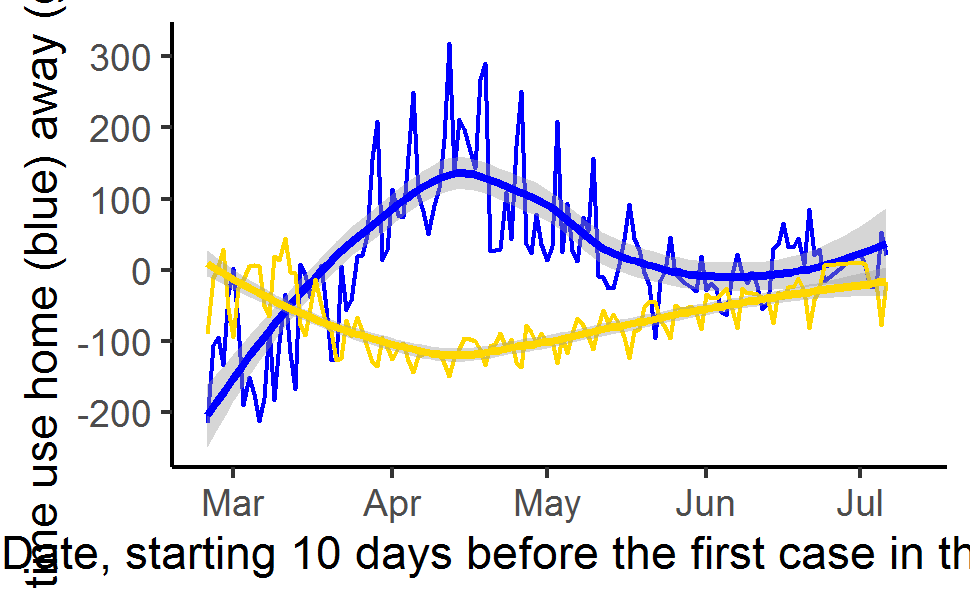 time use home (blue) away (
300
200
100
0
-100
-200
Mar Apr May Jun Jul
Date, starting 10 days before the first case in th